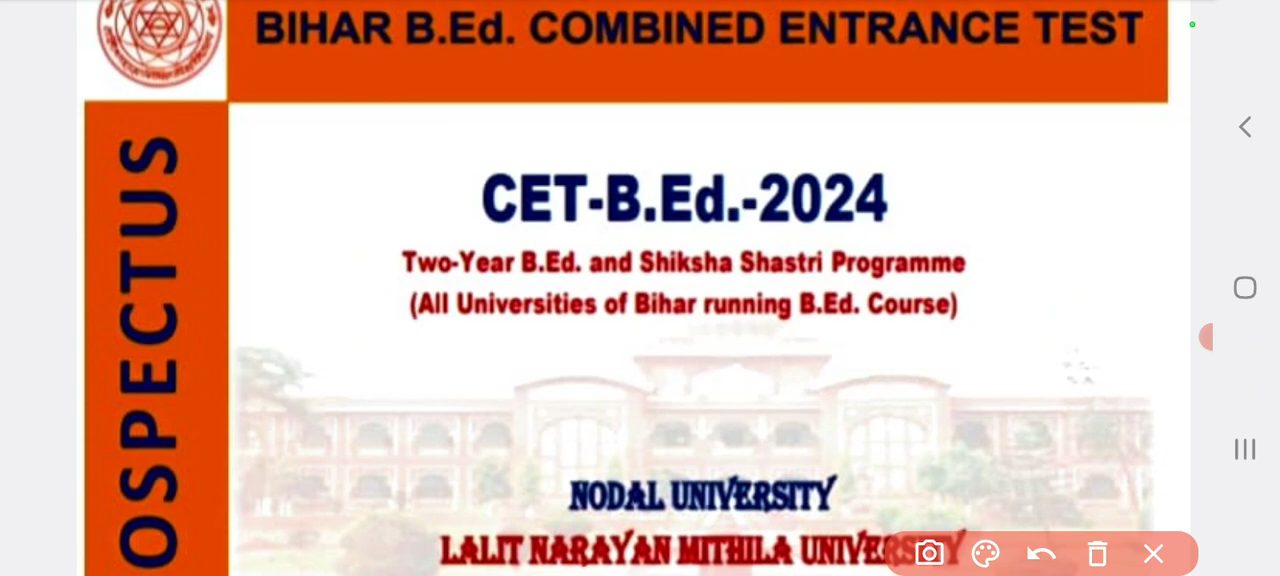 BIHAR B.Ed. COMBINED ENTRANCE TEST
OSPECTUS
CET-B.Ed.-2024
Two-Year B.Ed. and Shiksha Shastri Programme
(All Universities of Bihar running B.Ed. Course)
NODAL UNIVERSITY
LALIT NARAYAN MITHILA UNIVERSITY